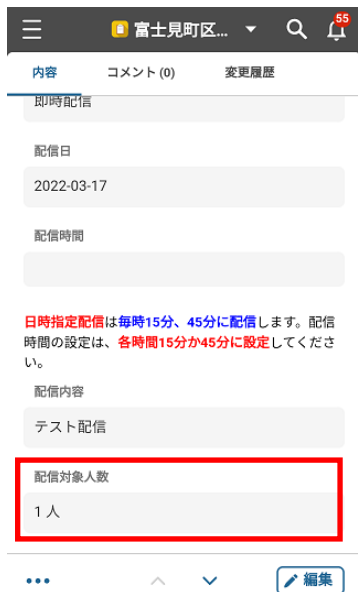 富士見町区...
55
内容 コメント (0) 変更履歴
即時配信
配信日
2022-03-17
配信時間
日時指定配信は毎時15分、45分に配信します。配信
時間の設定は、各時間15分か45分に設定してくださ
い。
配信内容
テスト配信
配信対象人数
1 人
編集